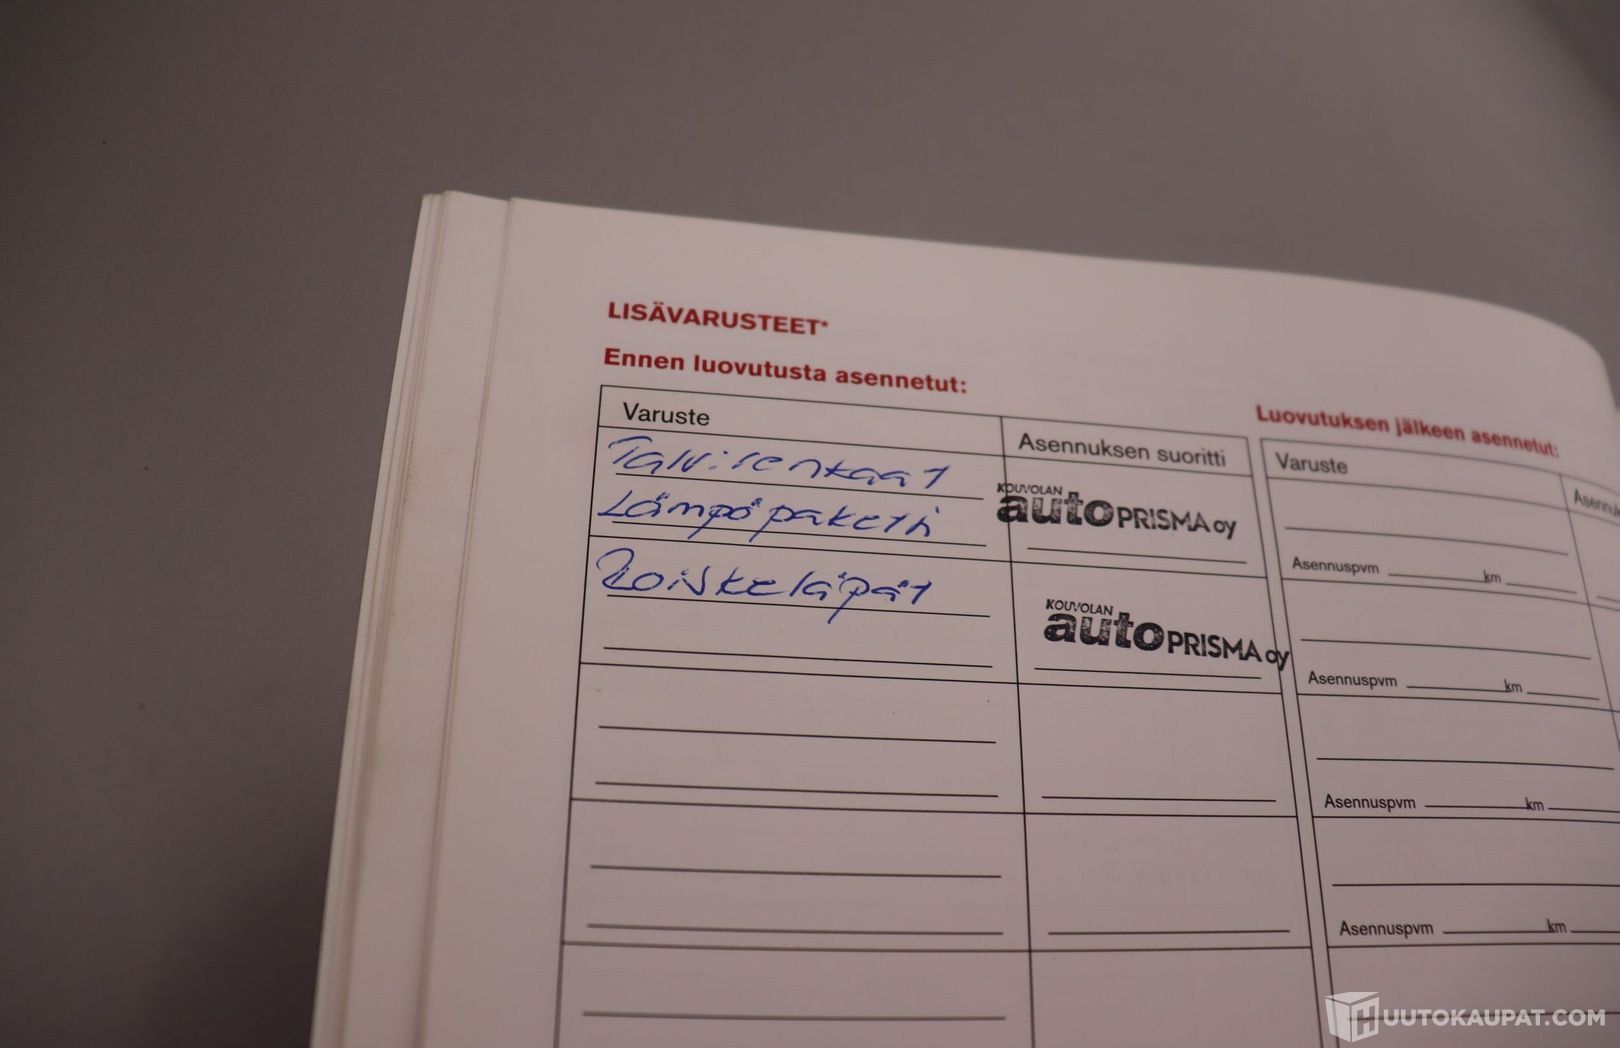 LISÄVARUSTEET*
Ennen luovutusta asennetut:
Varuste
Asennuksen suoritti
Talvirenkaat
Lämpöpaketti
KOUVOLAN
autoPRISMA oy
Roiskeläpät
KOUVOLAN
autoPRISMA oy
Luovutuksen jälkeen asennetut:
Varuste
Asennuspvm km
Asennuspvm km
Asennuspvm km
Asennuspvm km
HUUTOKAUPAT.COM